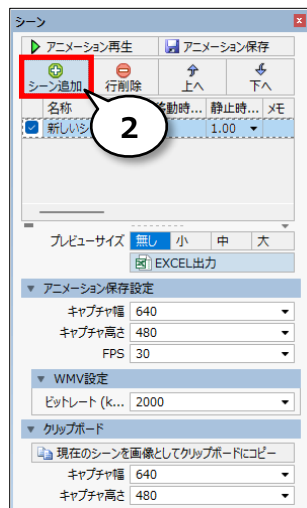 シーン
アニメーション再生 アニメーション保存
シーン追加 行削除 上へ 下へ
名称 動時... 静止時... メモ
新しいシ 1.00
2
プレビューサイズ 無し 小 中 大
EXCEL出力
アニメーション保存設定
キャプチャ幅 640
キャプチャ高さ 480
FPS 30
WMV設定
ビットレート (k... 2000
クリップボード
現在のシーンを画像としてクリップボードにコピー
キャプチャ幅 640
キャプチャ高さ 480